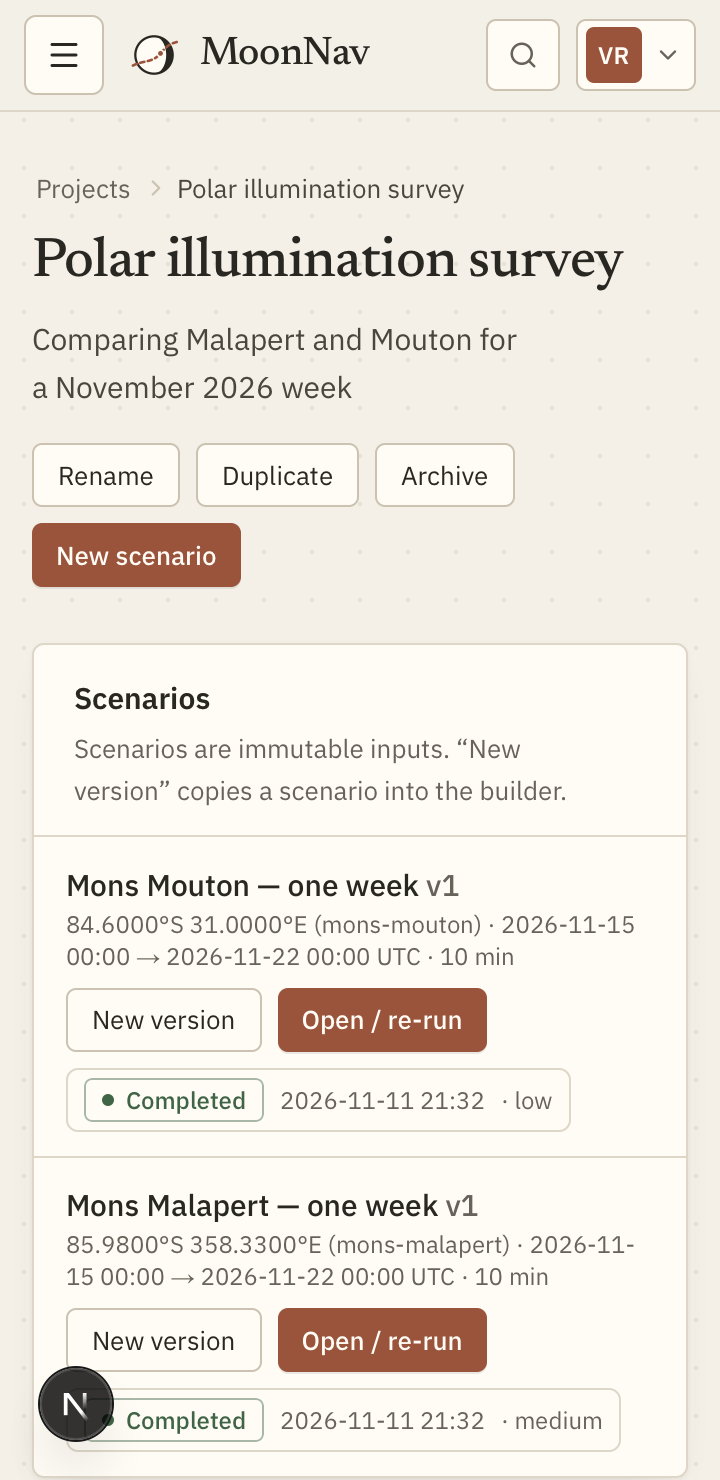 MoonNav
VR
Projects > Polar illumination survey
Polar illumination survey
Comparing Malapert and Mouton for
a November 2026 week
Rename
Duplicate
Archive
New scenario
Scenarios
Scenarios are immutable inputs. “New
version” copies a scenario into the builder.
Mons Mouton — one week v1
84.6000°S 31.0000°E (mons-mouton) · 2026-11-15
00:00 → 2026-11-22 00:00 UTC · 10 min
New version
Open / re-run
Completed 2026-11-11 21:32 · low
Mons Malapert — one week v1
85.9800°S 358.3300°E (mons-malapert) · 2026-11-
15 00:00 → 2026-11-22 00:00 UTC · 10 min
New version
Open / re-run
N
Completed 2026-11-11 21:32 · medium